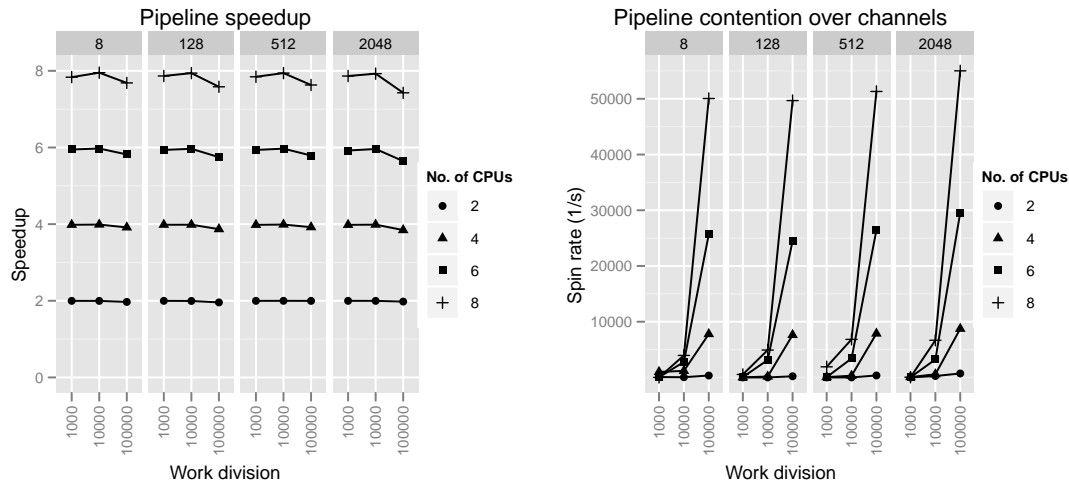 Pipeline speedup
8 128 512 2048
8
6
4
2
0
Speedup
1000 10000 100000 1000 10000 100000 1000 10000 100000 1000 10000 100000
Work division
No. of CPUs
2
4
6
8
Pipeline contention over channels
8 128 512 2048
50000
40000
30000
20000
10000
Spin rate (1/s)
1000 10000 100000 1000 10000 100000 1000 10000 100000 1000 10000 100000
Work division
No. of CPUs
2
4
6
8